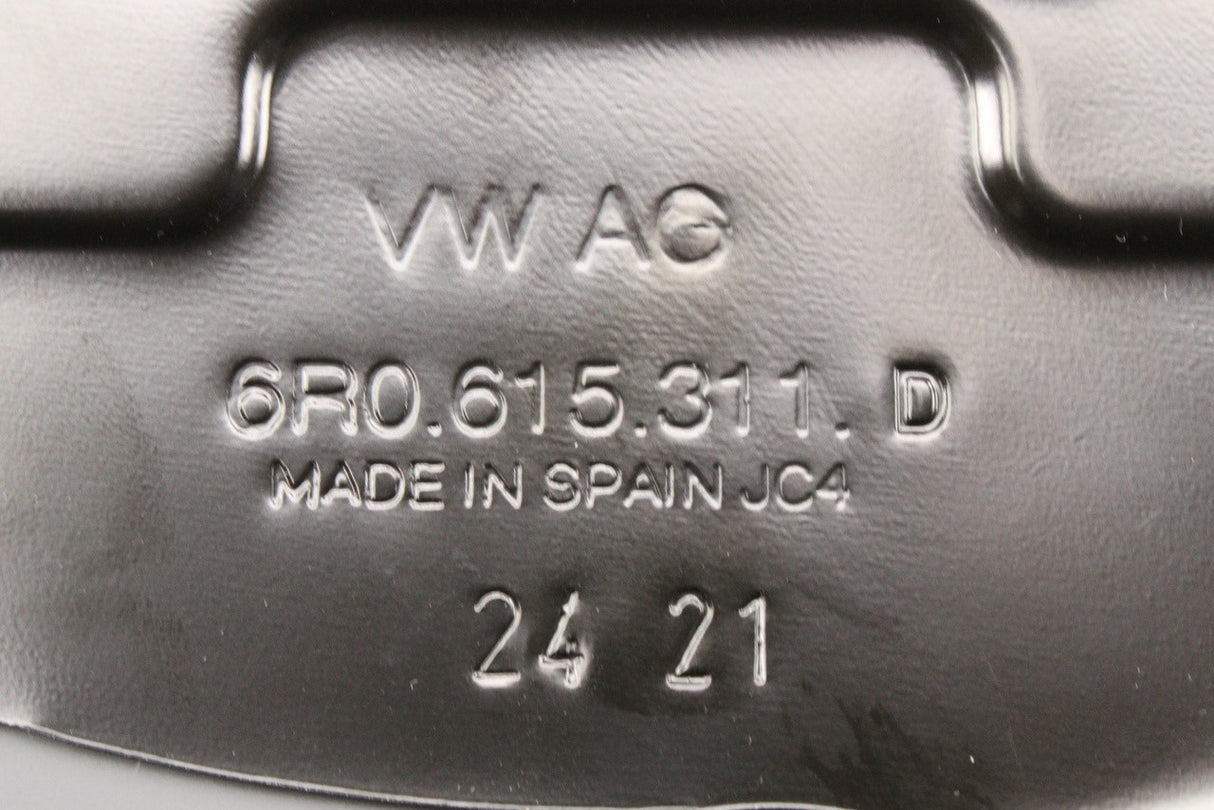 VW AG
6R0.615.311. D
MADE IN SPAIN JC4
24 21